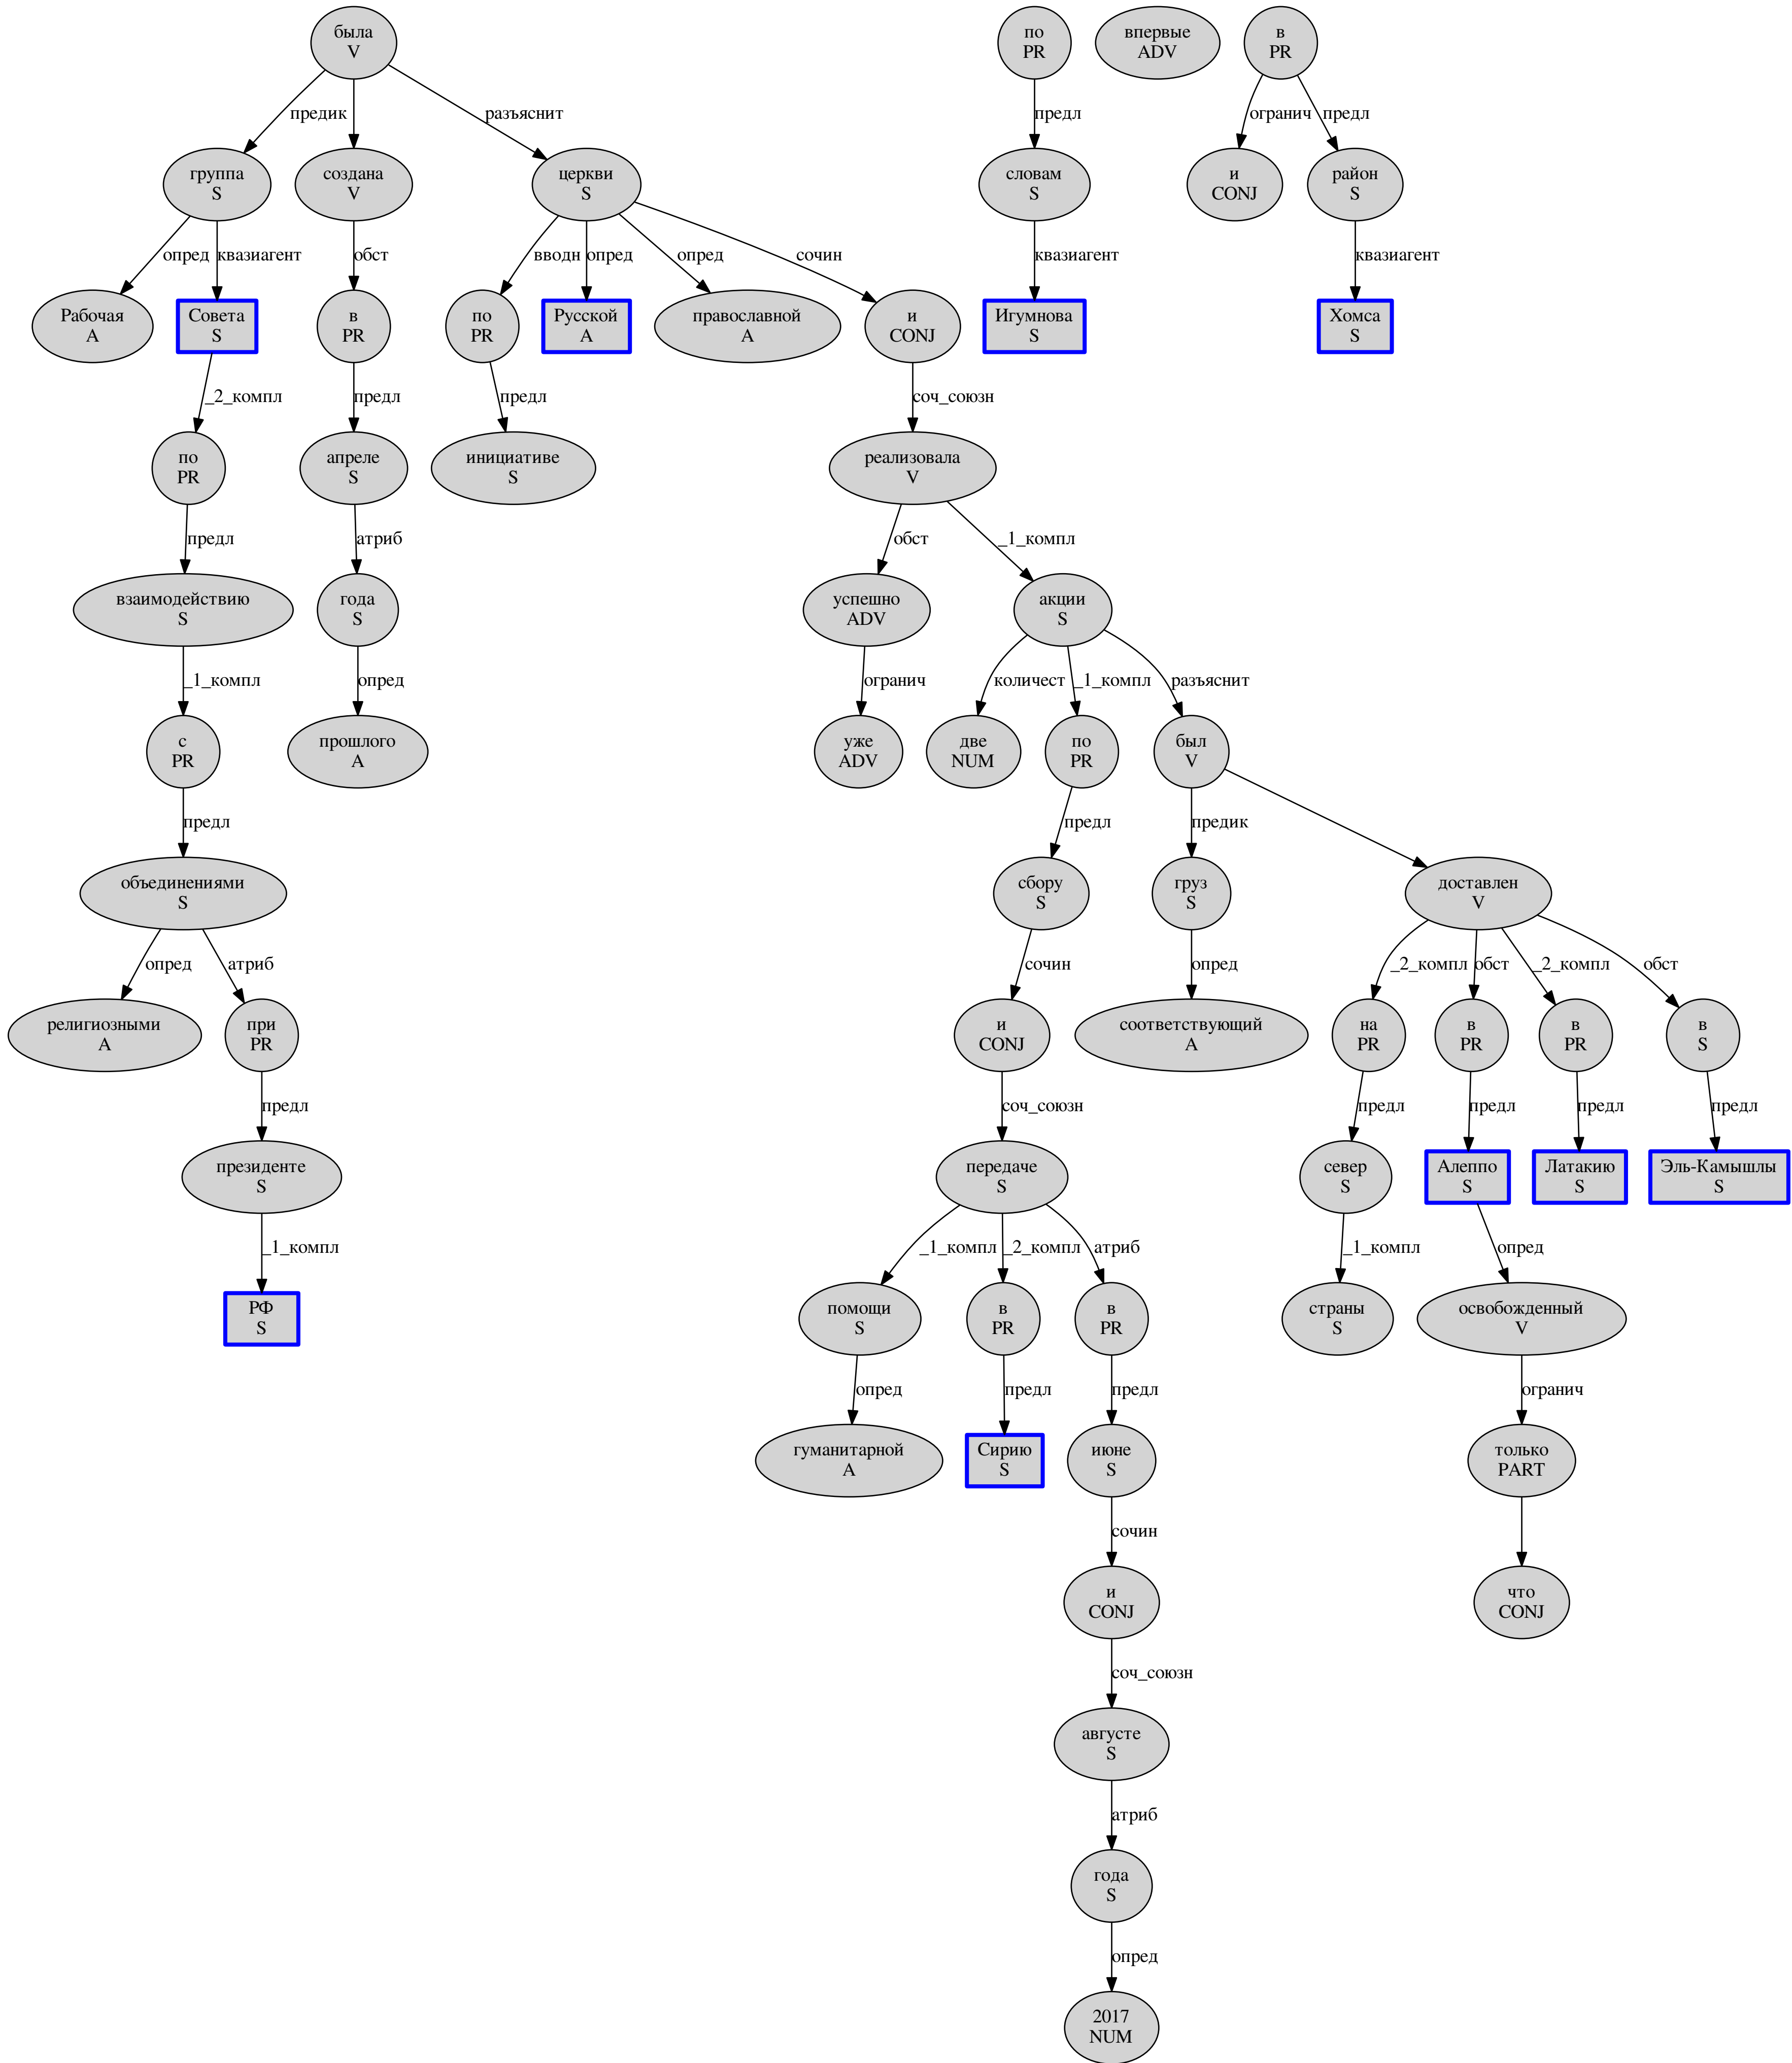 была
V
по
PR
впервые
ADV
в
PR
предик
разъяснит
предл
огранич
предл
группа
S
создана
V
церкви
S
словам
S
и
CONJ
район
S
опред
квазиагент
обст
вводн
опред
опред
сочин
квазиагент
квазиагент
Рабочая
A
Совета
S
в
PR
по
PR
Русской
A
православной
A
и
CONJ
Игумнова
S
Хомса
S
_2_компл
предл
предл
соч_союзн
по
PR
апреле
S
инициативе
S
реализовала
V
предл
атриб
обст
_1_компл
взаимодействию
S
года
S
успешно
ADV
акции
S
_1_компл
опред
огранич
количест
_1_компл
разъяснит
с
PR
прошлого
A
уже
ADV
две
NUM
по
PR
был
V
предл
предл
предик
объединениями
S
сбору
S
груз
S
доставлен
V
опред
атриб
сочин
опред
_2_компл
обст
_2_компл
обст
религиозными
A
при
PR
и
CONJ
соответствующий
A
на
PR
в
PR
в
PR
в
S
предл
соч_союзн
предл
предл
предл
предл
президенте
S
передаче
S
север
S
Алеппо
S
Латакию
S
Эль-Камышлы
S
_1_компл
_1_компл
_2_компл
атриб
_1_компл
опред
РФ
S
помощи
S
в
PR
в
PR
страны
S
освобожденный
V
опред
предл
предл
огранич
гуманитарной
A
Сирию
S
июне
S
только
PART
сочин
и
CONJ
что
CONJ
соч_союзн
августе
S
атриб
года
S
опред
2017
NUM